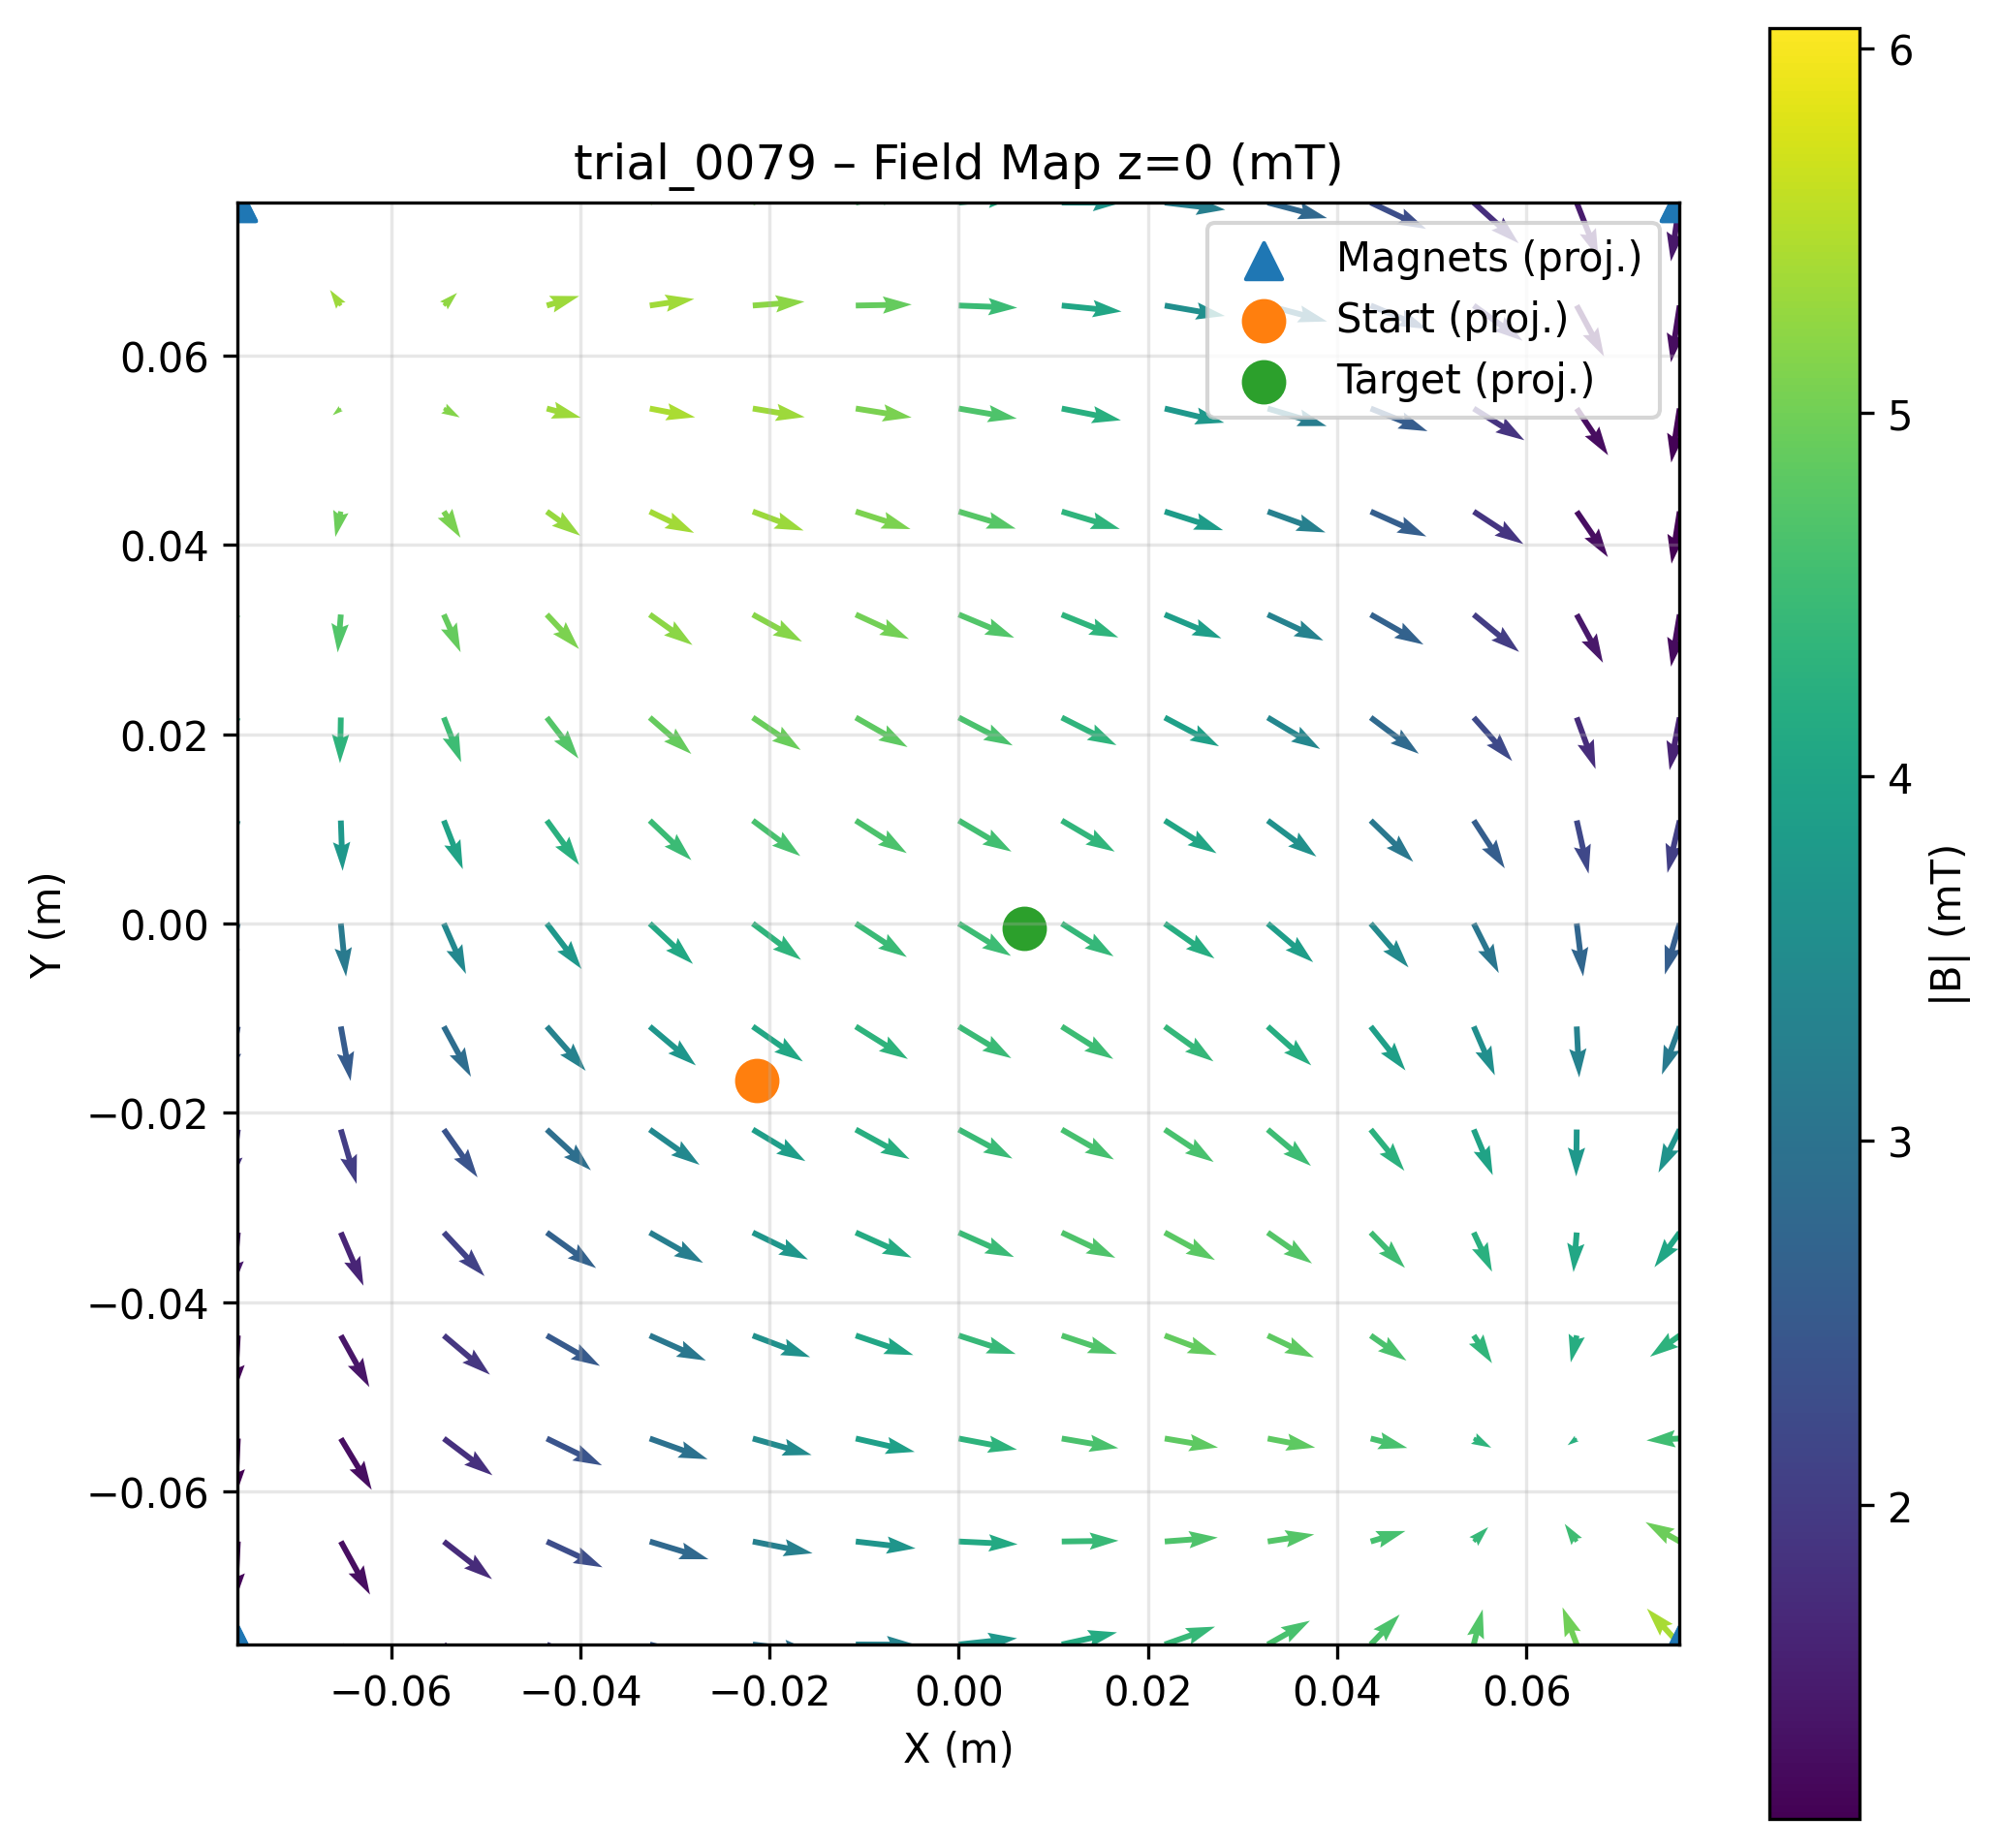 trial_0079 – Field Map z=0 (mT)
Magnets (proj.)
Start (proj.)
Target (proj.)
0.06
0.04
0.02
0.00
−0.02
−0.04
−0.06
Y (m)
−0.06
−0.04
−0.02
0.00
0.02
0.04
0.06
X (m)
6
5
4
3
2
|B| (mT)